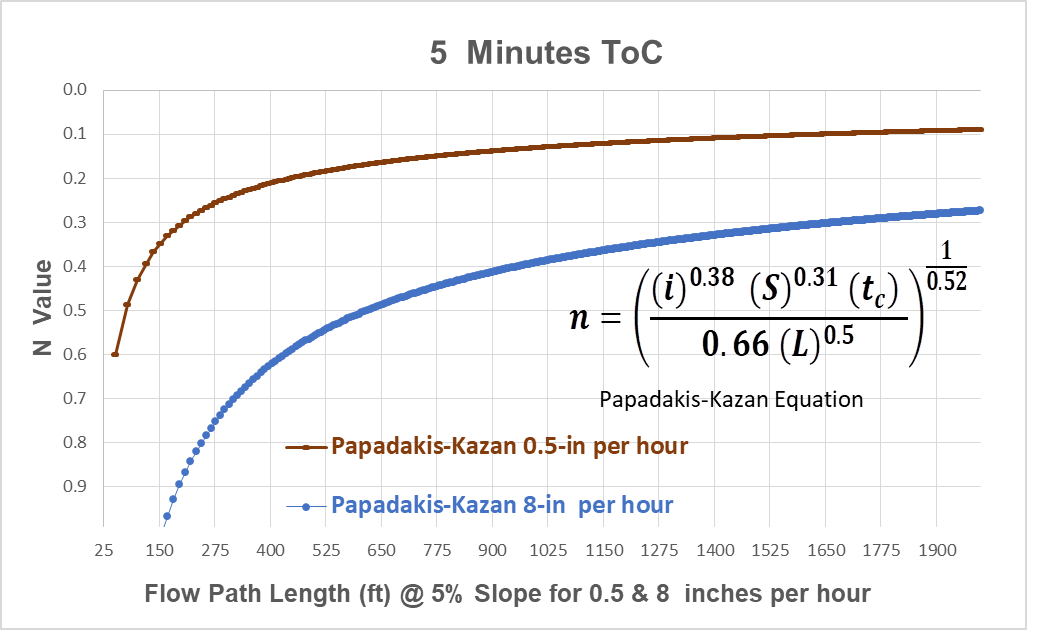 5 Minutes ToC
0.0
0.1
0.2
0.3
0.4
0.5
0.6
0.7
0.8
0.9
N Value
n = ( (i)^0.38 (S)^0.31 (t_c) / 0.66 (L)^0.5 )^(1/0.52)
Papadakis-Kazan Equation
Papadakis-Kazan 0.5-in per hour
Papadakis-Kazan 8-in per hour
25 150 275 400 525 650 775 900 1025 1150 1275 1400 1525 1650 1775 1900
Flow Path Length (ft) @ 5% Slope for 0.5 & 8 inches per hour